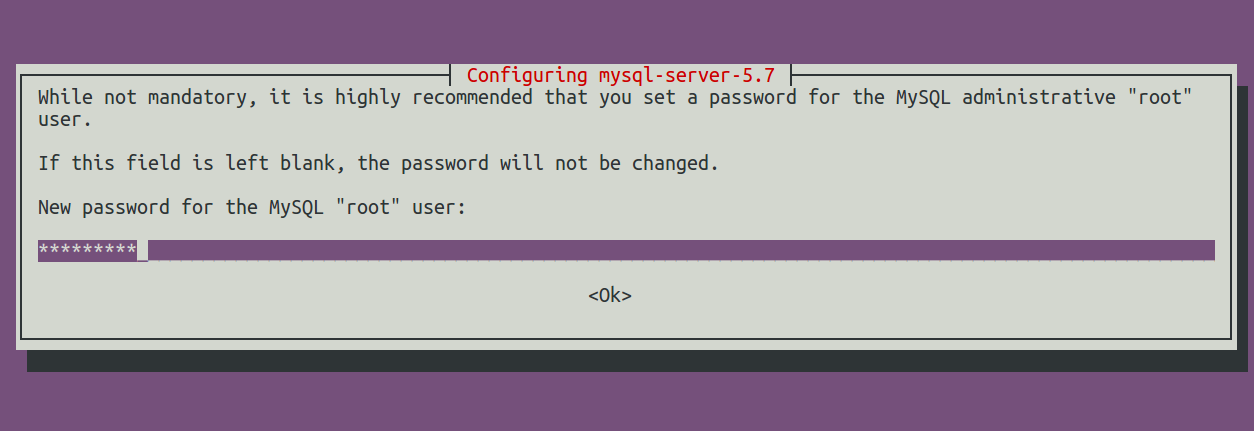 Configuring mysql-server-5.7
While not mandatory, it is highly recommended that you set a password for the MySQL administrative "root"
user.
If this field is left blank, the password will not be changed.
New password for the MySQL "root" user:
*********
<Ok>